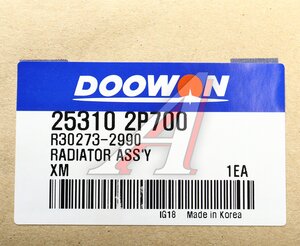 DOOWON
25310 2P700
R30273-2990
RADIATOR ASS'Y
XM 1EA
IG18 Made in Korea